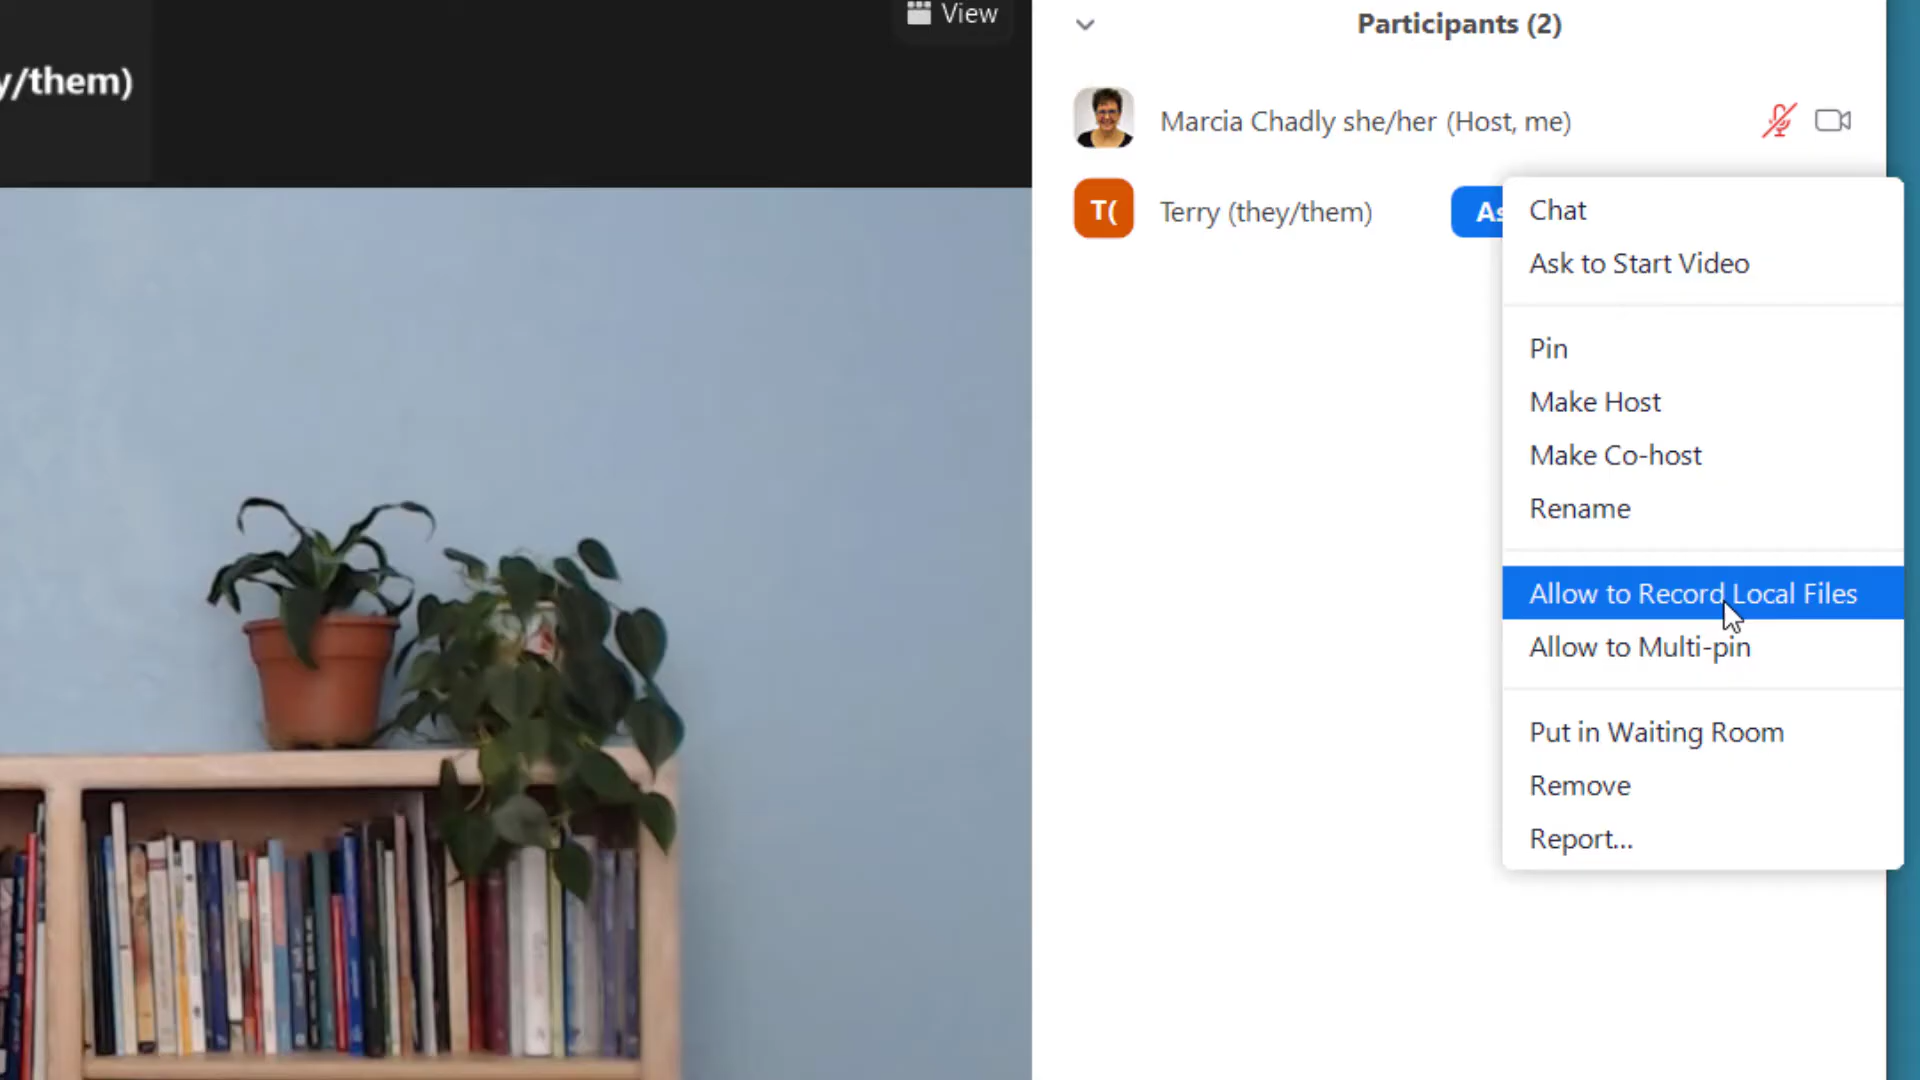 View
y/them)
Participants (2)
Marcia Chadly she/her (Host, me)
T(
Terry (they/them)
As
Chat
Ask to Start Video
Pin
Make Host
Make Co-host
Rename
Allow to Record Local Files
Allow to Multi-pin
Put in Waiting Room
Remove
Report...